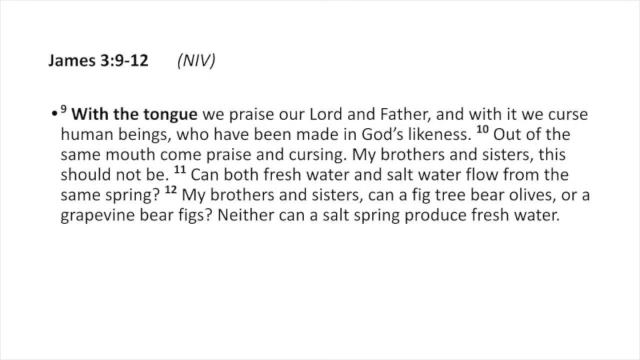 James 3:9-12 (NIV)
•⁹ With the tongue we praise our Lord and Father, and with it we curse
human beings, who have been made in God's likeness. ¹⁰ Out of the
same mouth come praise and cursing. My brothers and sisters, this
should not be. ¹¹ Can both fresh water and salt water flow from the
same spring? ¹² My brothers and sisters, can a fig tree bear olives, or a
grapevine bear figs? Neither can a salt spring produce fresh water.